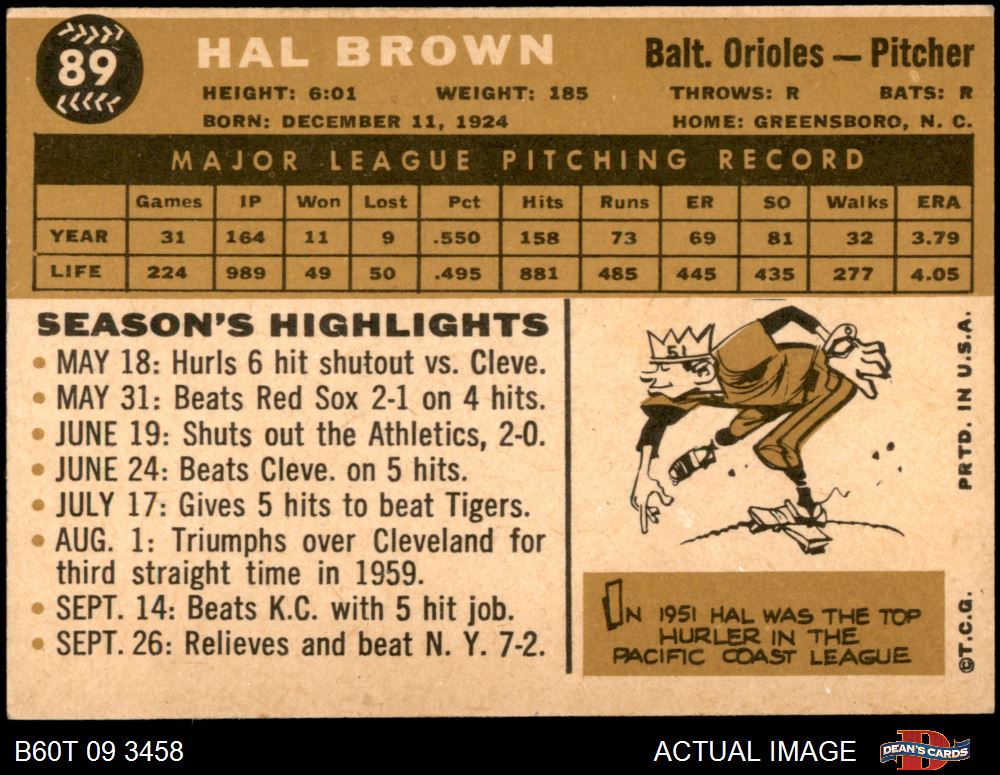 89
HAL BROWN
Balt. Orioles — Pitcher
HEIGHT: 6:01 WEIGHT: 185 THROWS: R BATS: R
BORN: DECEMBER 11, 1924 HOME: GREENSBORO, N. C.
MAJOR LEAGUE PITCHING RECORD
Games IP Won Lost Pct Hits Runs ER SO Walks ERA
YEAR 31 164 11 9 .550 158 73 69 81 32 3.79
LIFE 224 989 49 50 .495 881 485 445 435 277 4.05
SEASON'S HIGHLIGHTS
• MAY 18: Hurls 6 hit shutout vs. Cleve.
• MAY 31: Beats Red Sox 2-1 on 4 hits.
• JUNE 19: Shuts out the Athletics, 2-0.
• JUNE 24: Beats Cleve. on 5 hits.
• JULY 17: Gives 5 hits to beat Tigers.
• AUG. 1: Triumphs over Cleveland for
third straight time in 1959.
• SEPT. 14: Beats K.C. with 5 hit job.
• SEPT. 26: Relieves and beat N. Y. 7-2.
51
IN 1951 HAL WAS THE TOP
HURLER IN THE
PACIFIC COAST LEAGUE
PRTD. IN U.S.A.
©T.C.G.
B60T 09 3458
ACTUAL IMAGE
DEAN'S CARDS